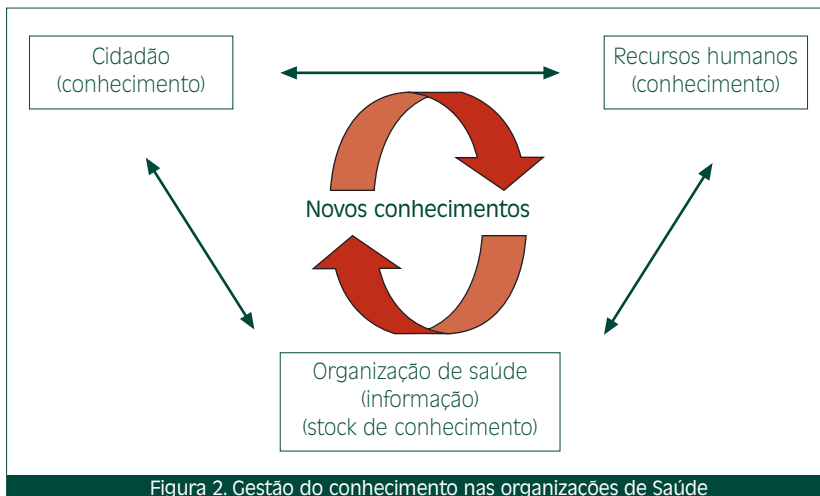 Cidadão
(conhecimento)
Recursos humanos
(conhecimento)
Novos conhecimentos
Organização de saúde
(informação)
(stock de conhecimento)
Figura 2. Gestão do conhecimento nas organizações de Saúde